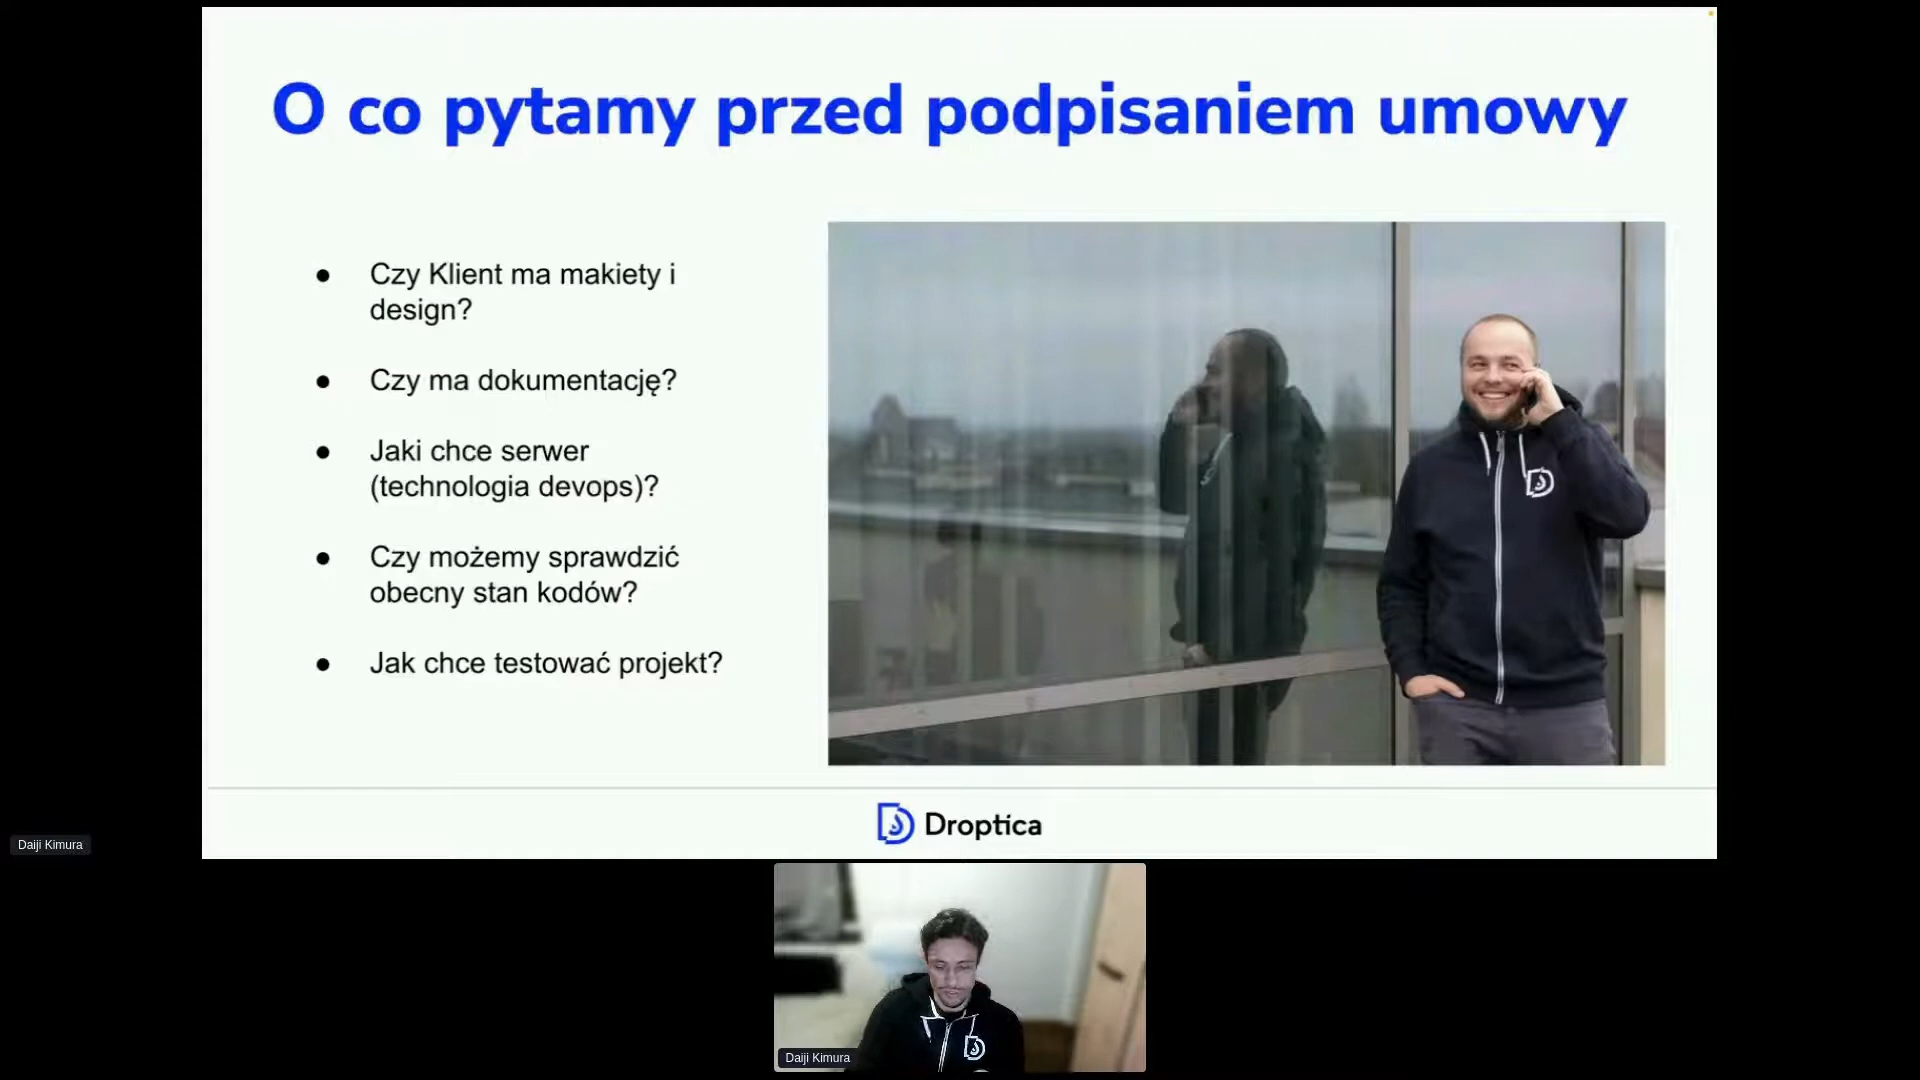 O co pytamy przed podpisaniem umowy
● Czy Klient ma makiety i
design?
● Czy ma dokumentację?
● Jaki chce serwer
(technologia devops)?
● Czy możemy sprawdzić
obecny stan kodów?
● Jak chce testować projekt?
Droptica
Daiji Kimura
Daiji Kimura